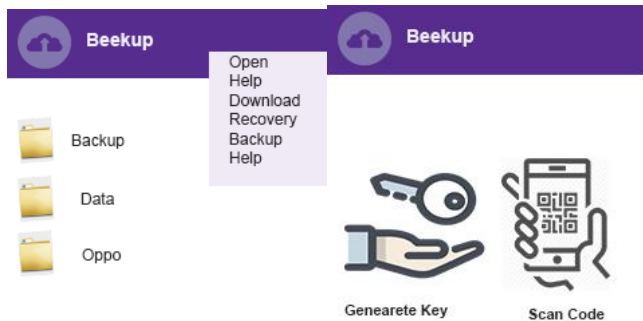 Beekup
Open
Help
Download
Recovery
Backup
Help
Backup
Data
Oppo
Beekup
Genearete Key
Scan Code